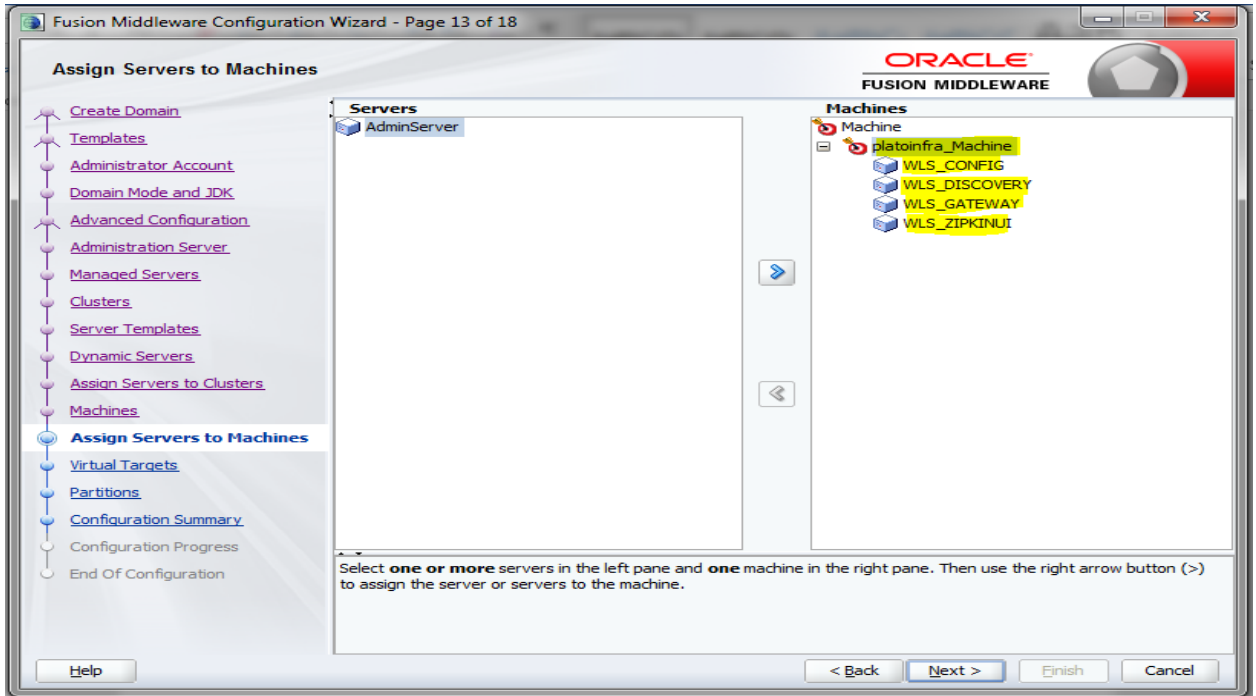 Fusion Middleware Configuration Wizard - Page 13 of 18
Assign Servers to Machines
ORACLE
FUSION MIDDLEWARE
Create Domain
Templates
Administrator Account
Domain Mode and JDK
Advanced Configuration
Administration Server
Managed Servers
Clusters
Server Templates
Dynamic Servers
Assign Servers to Clusters
Machines
Assign Servers to Machines
Virtual Targets
Partitions
Configuration Summary
Configuration Progress
End Of Configuration
Servers
AdminServer
Machines
Machine
platoinfra_Machine
WLS_CONFIG
WLS_DISCOVERY
WLS_GATEWAY
WLS_ZIPKINUI
Select one or more servers in the left pane and one machine in the right pane. Then use the right arrow button (>)
to assign the server or servers to the machine.
Help
< Back
Next >
Finish
Cancel